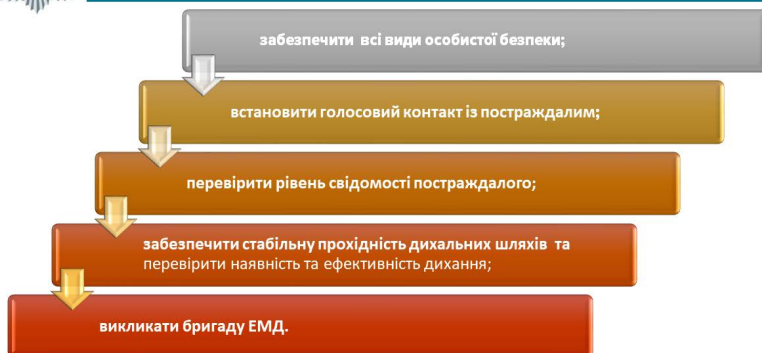 забезпечити всі види особистої безпеки;
встановити голосовий контакт із постраждалим;
перевірити рівень свідомості постраждалого;
забезпечити стабільну прохідність дихальних шляхів та
перевірити наявність та ефективність дихання;
викликати бригаду ЕМД.